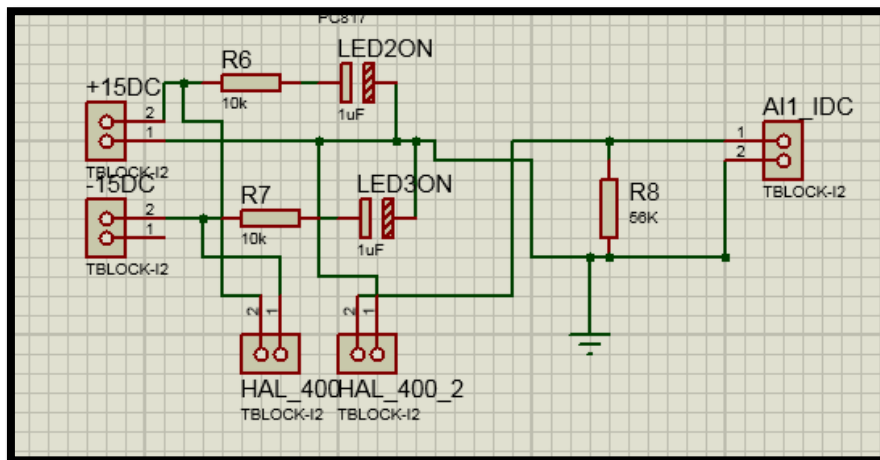 PC817
R6
LED2ON
+15DC
10k
1uF
2
1
TBLOCK-I2
AI1_IDC
1
2
TBLOCK-I2
-15DC
R7
LED3ON
R8
56K
2
1
10k
1uF
TBLOCK-I2
2
1
2
1
HAL_400
HAL_400_2
TBLOCK-I2
TBLOCK-I2